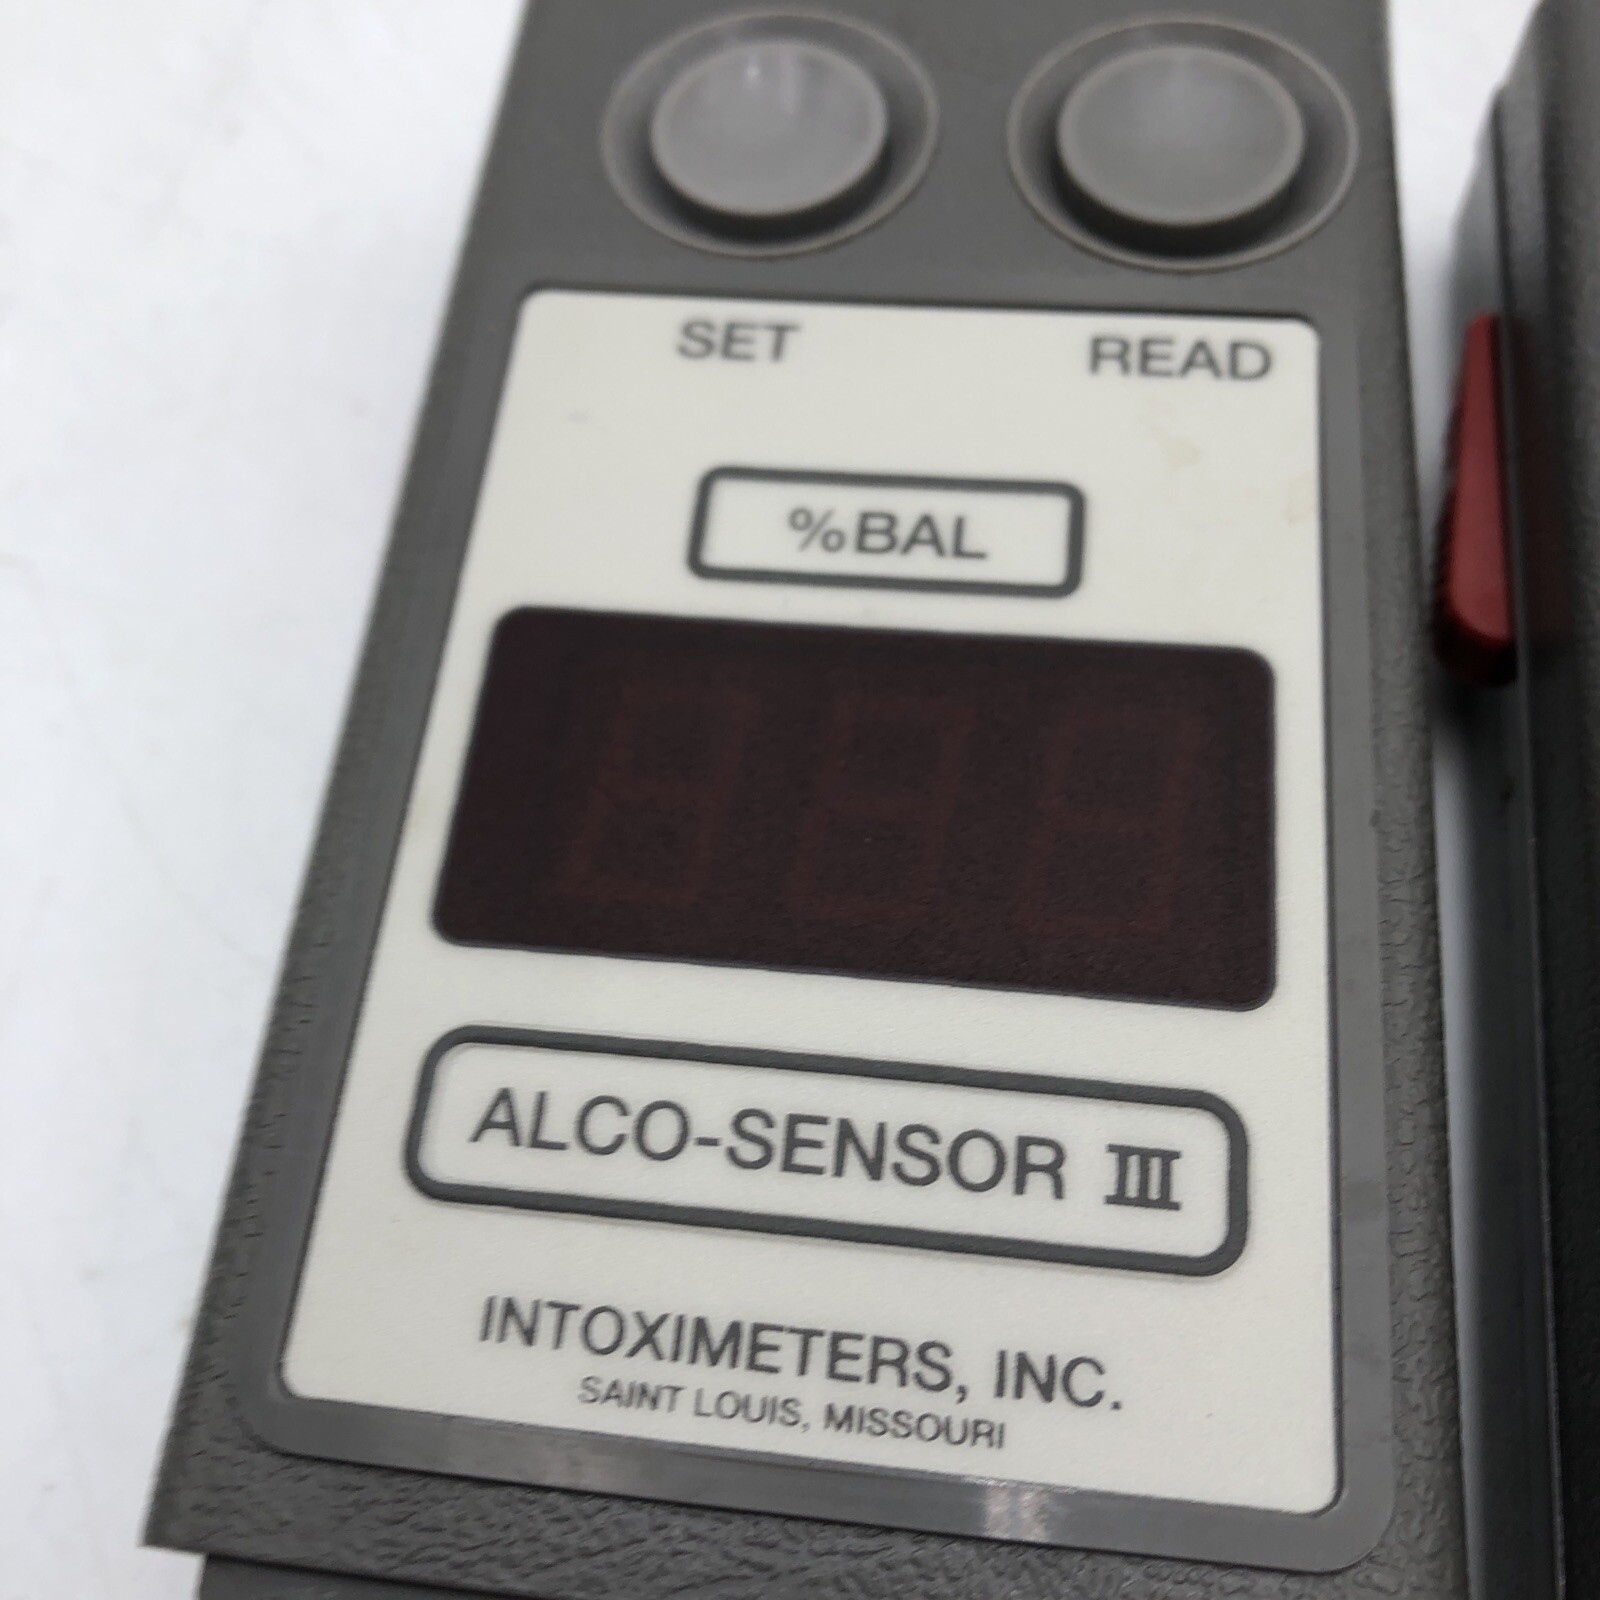 SET READ
%BAL
ALCO-SENSOR III
INTOXIMETERS, INC.
SAINT LOUIS, MISSOURI